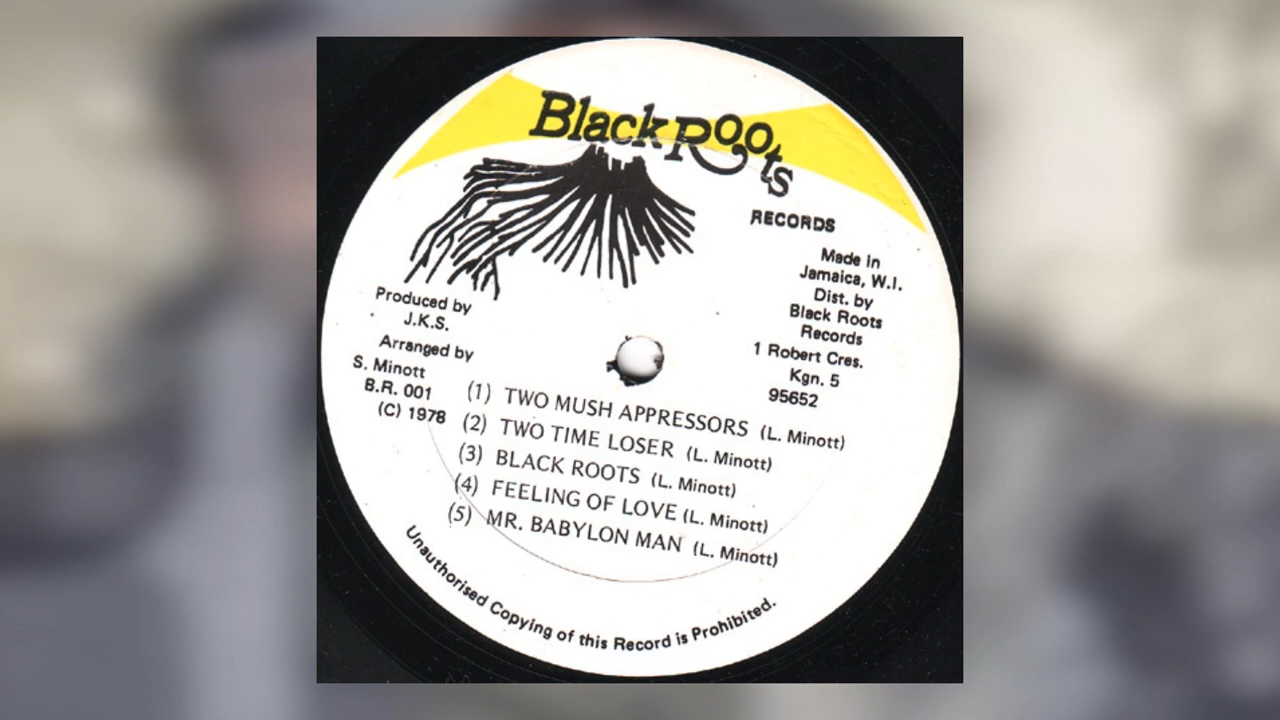 Black Roots
RECORDS
Made in
Jamaica, W.I.
Dist. by
Black Roots
Records
1 Robert Cres.
Kgn. 5
95652
Produced by
J.K.S.
Arranged by
S. Minott
B.R. 001
(C) 1978
(1) TWO MUSH APPRESSORS (L. Minott)
(2) TWO TIME LOSER (L. Minott)
(3) BLACK ROOTS (L. Minott)
(4) FEELING OF LOVE (L. Minott)
(5) MR. BABYLON MAN (L. Minott)
Unauthorised Copying of this Record is Prohibited.